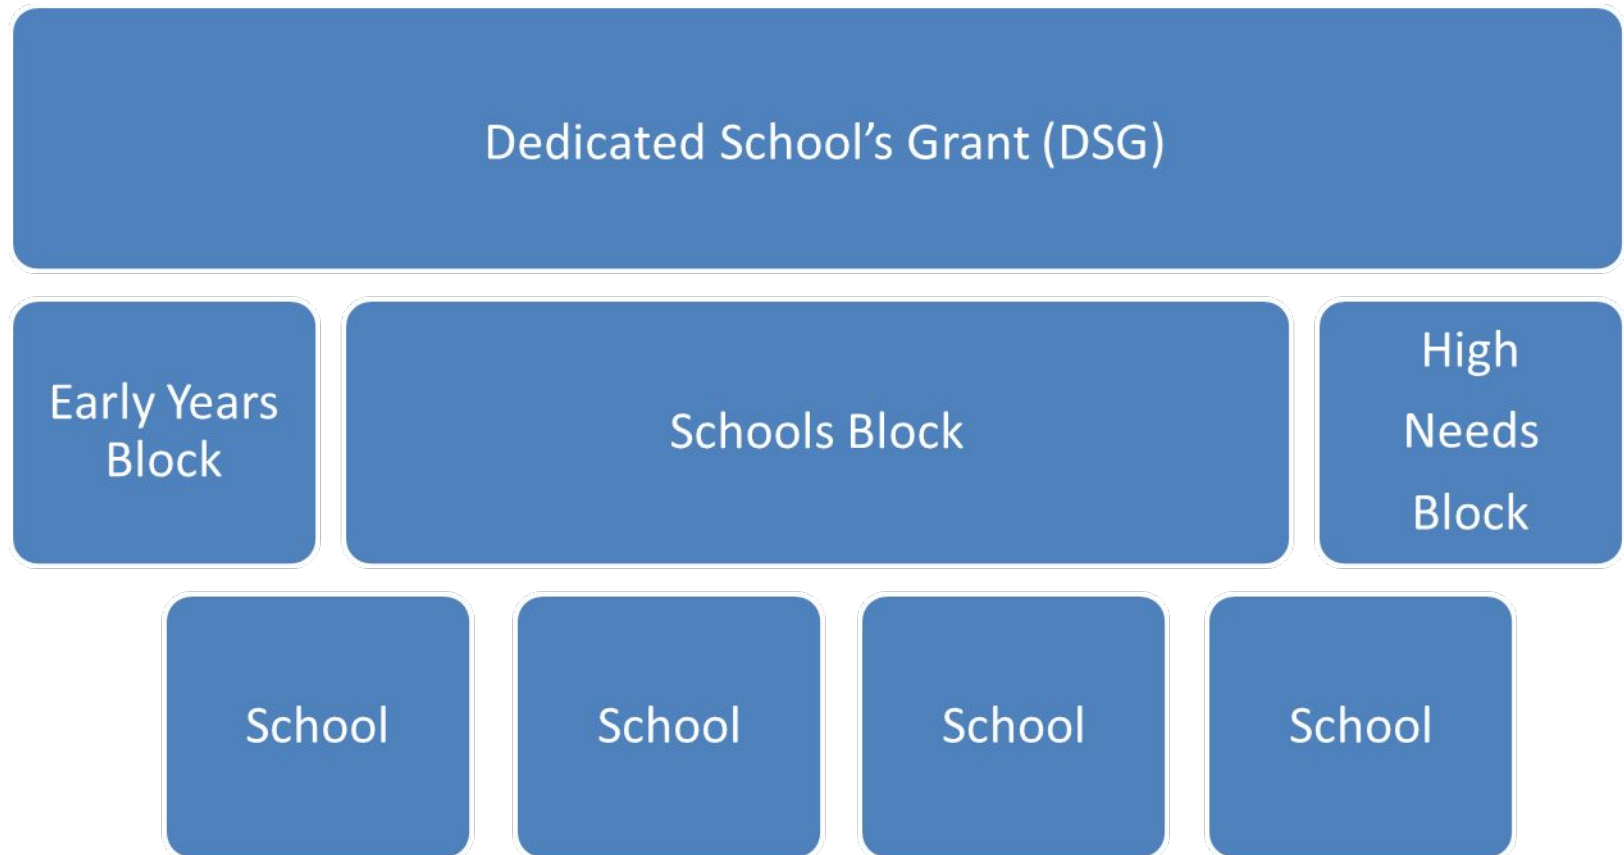 Dedicated School’s Grant (DSG)
Early Years
Block
Schools Block
High
Needs
Block
School
School
School
School